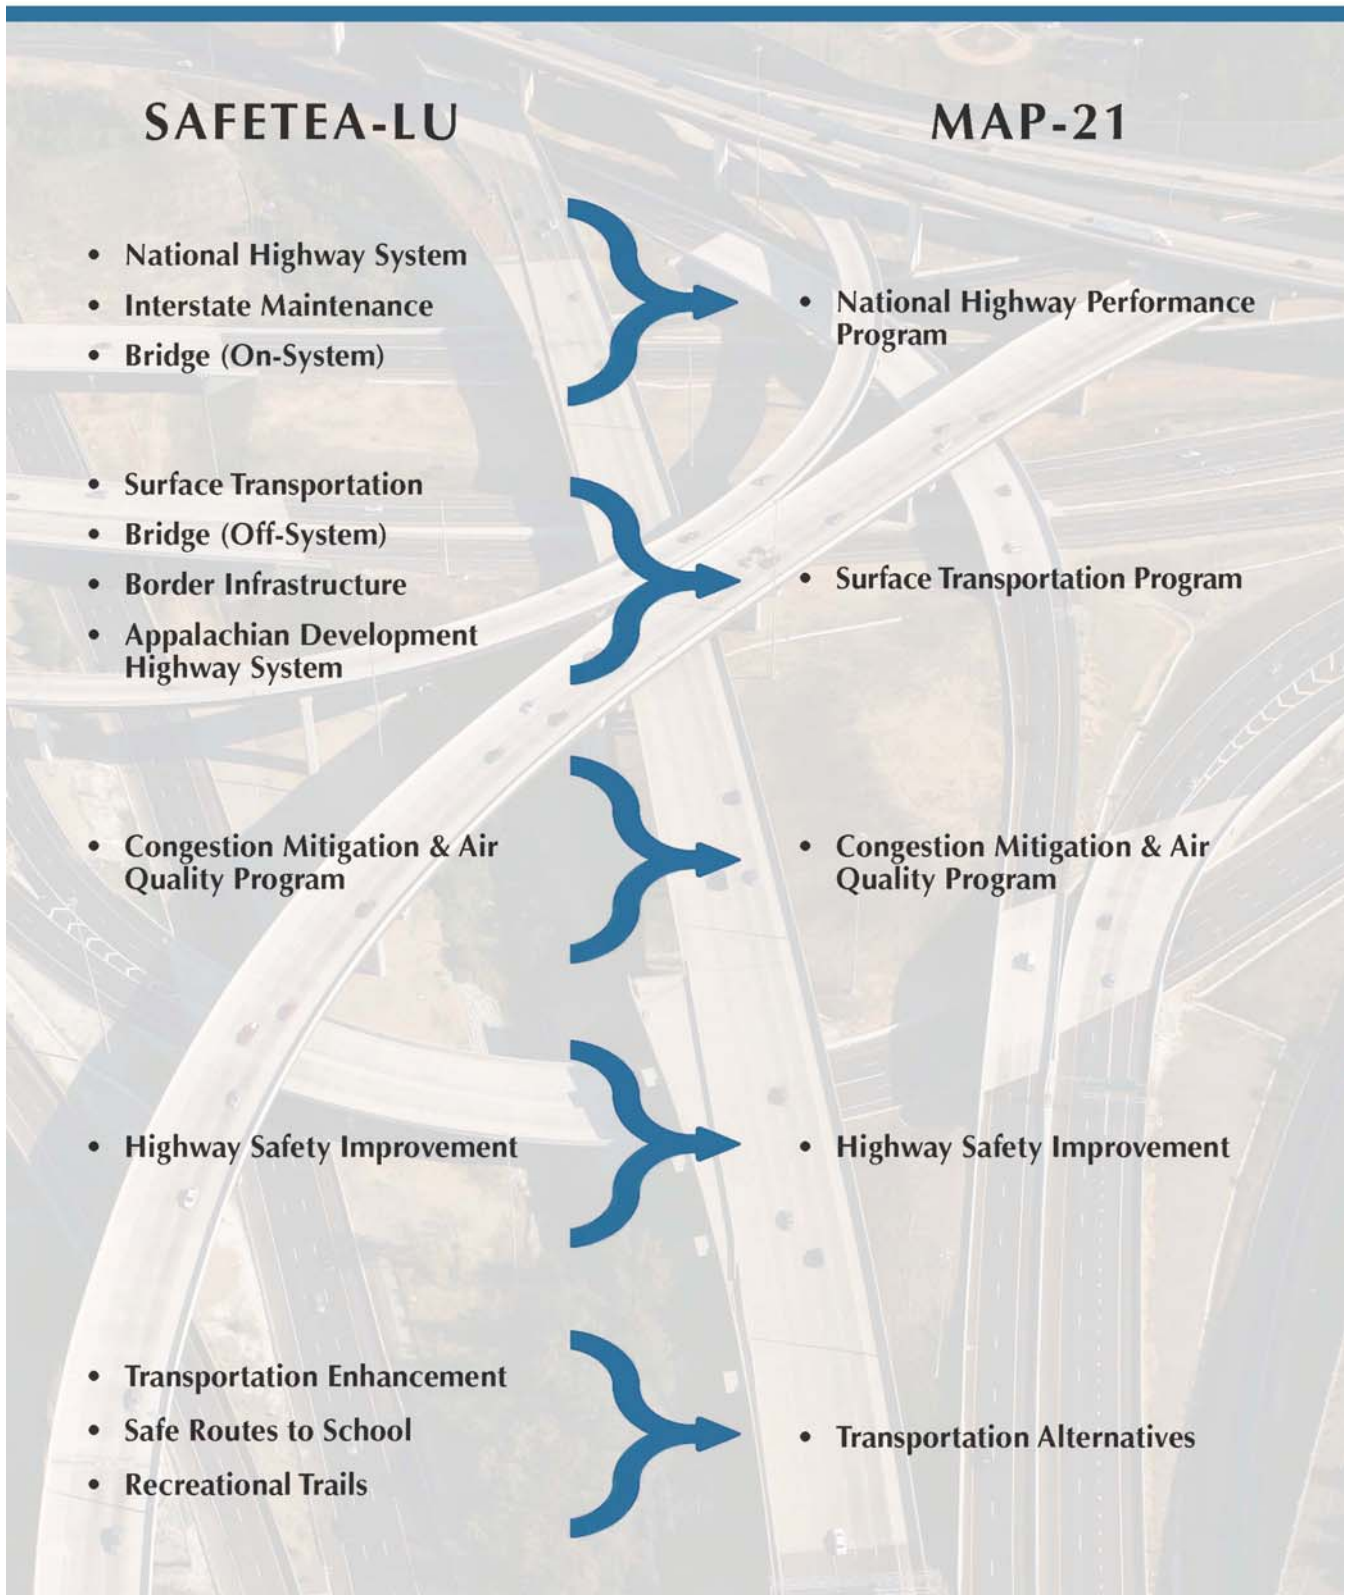 SAFETEA-LU
MAP-21
• National Highway System
• Interstate Maintenance
• Bridge (On-System)
• National Highway Performance
Program
• Surface Transportation
• Bridge (Off-System)
• Border Infrastructure
• Appalachian Development
Highway System
• Surface Transportation Program
• Congestion Mitigation & Air
Quality Program
• Congestion Mitigation & Air
Quality Program
• Highway Safety Improvement
• Highway Safety Improvement
• Transportation Enhancement
• Safe Routes to School
• Recreational Trails
• Transportation Alternatives